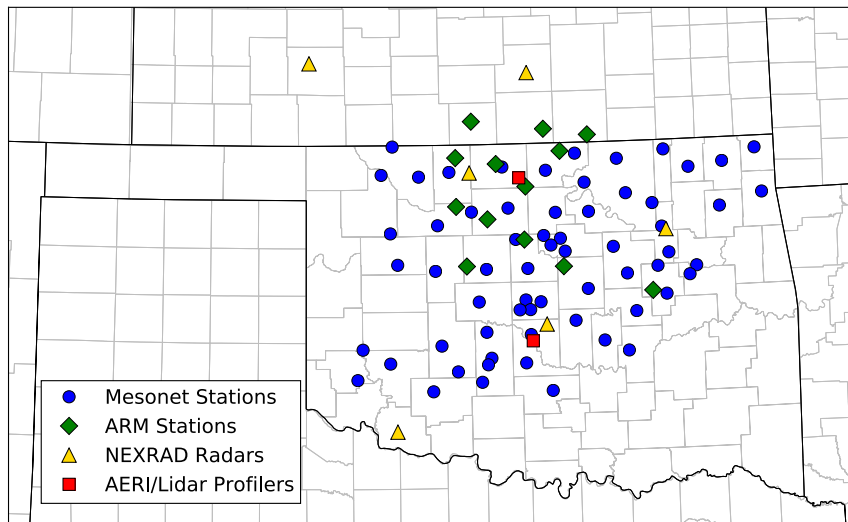 Mesonet Stations
ARM Stations
NEXRAD Radars
AERI/Lidar Profilers